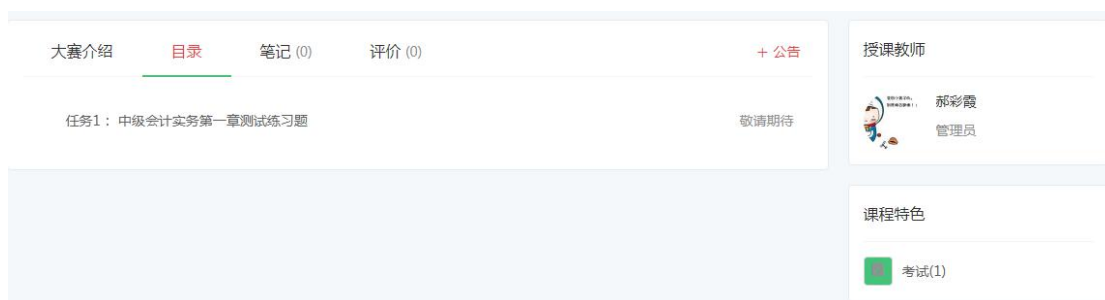 大赛介绍 目录 笔记 (0) 评价 (0) + 公告
任务1： 中级会计实务第一章测试练习题 敬请期待
授课教师
郝彩霞
管理员
课程特色
考试(1)